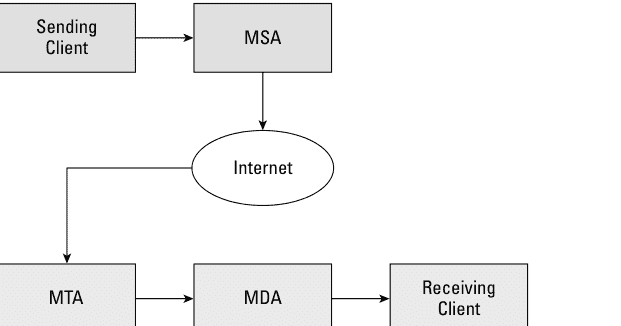 Sending
Client
MSA
Internet
MTA
MDA
Receiving
Client